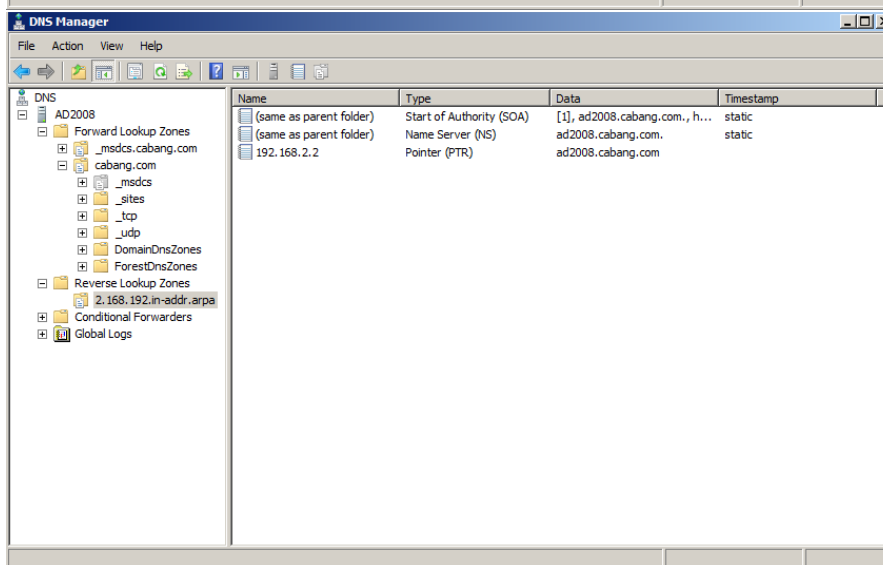 DNS Manager
File Action View Help
DNS
AD2008
Forward Lookup Zones
_msdcs.cabang.com
cabang.com
_msdcs
_sites
_tcp
_udp
DomainDnsZones
ForestDnsZones
Reverse Lookup Zones
2.168.192.in-addr.arpa
Conditional Forwarders
Global Logs
Name Type Data Timestamp
(same as parent folder) Start of Authority (SOA) [1], ad2008.cabang.com., h... static
(same as parent folder) Name Server (NS) ad2008.cabang.com. static
192.168.2.2 Pointer (PTR) ad2008.cabang.com